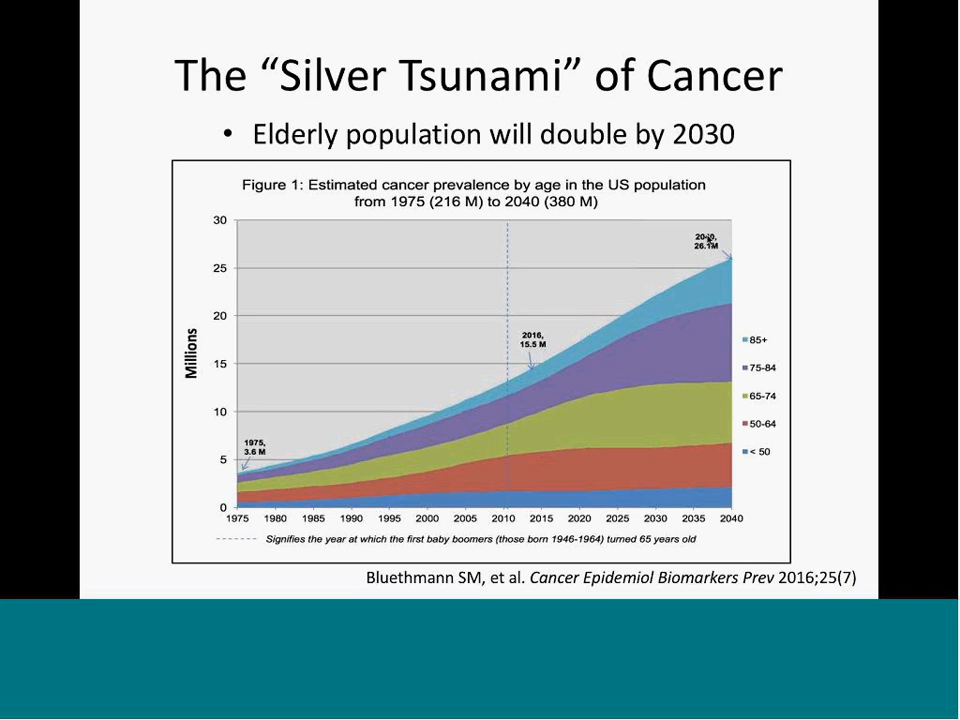 The “Silver Tsunami” of Cancer
• Elderly population will double by 2030
Figure 1: Estimated cancer prevalence by age in the US population
from 1975 (216 M) to 2040 (380 M)
Millions
30
25
20
15
10
5
0
1975,
3.6 M
2016,
15.5 M
26.1M
85+
75-84
65-74
50-64
< 50
1975 1980 1985 1990 1995 2000 2005 2010 2015 2020 2025 2030 2035 2040
Signifies the year at which the first baby boomers (those born 1946-1964) turned 65 years old
Bluethmann SM, et al. Cancer Epidemiol Biomarkers Prev 2016;25(7)